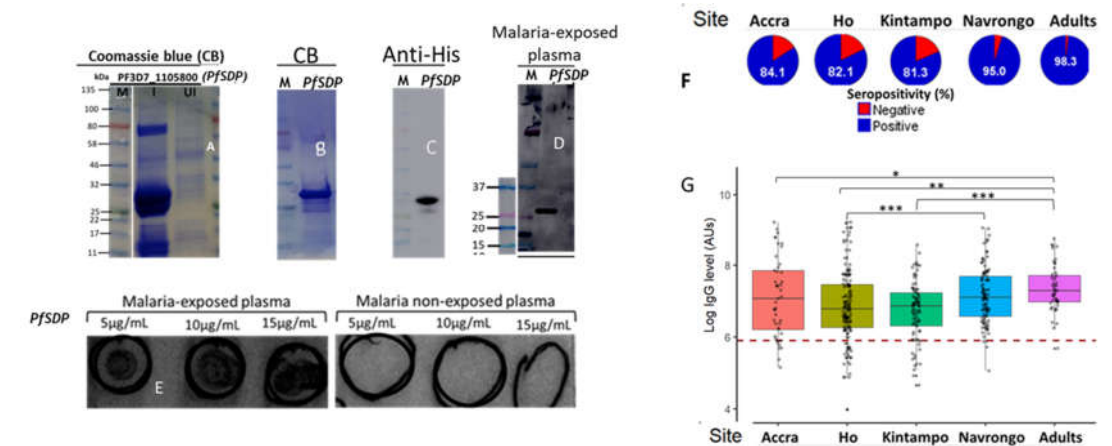 Coomassie blue (CB)
kDa PF3D7_1105800 (PfSDP)
M I UI
135
100
80
58
46
32
25
22
17
11
A
CB
M PfSDP
B
Anti-His
M PfSDP
C
Malaria-exposed
plasma
M PfSDP
D
37
25
20
15
Malaria-exposed plasma
Malaria non-exposed plasma
PfSDP
5µg/mL 10µg/mL 15µg/mL
5µg/mL 10µg/mL 15µg/mL
E
Site Accra Ho Kintampo Navrongo Adults
84.1 82.1 81.3 95.0 98.3
F
Seropositivity (%)
Negative
Positive
G
*
**
***
***
Log IgG level (AUs)
10
8
6
4
Site Accra Ho Kintampo Navrongo Adults